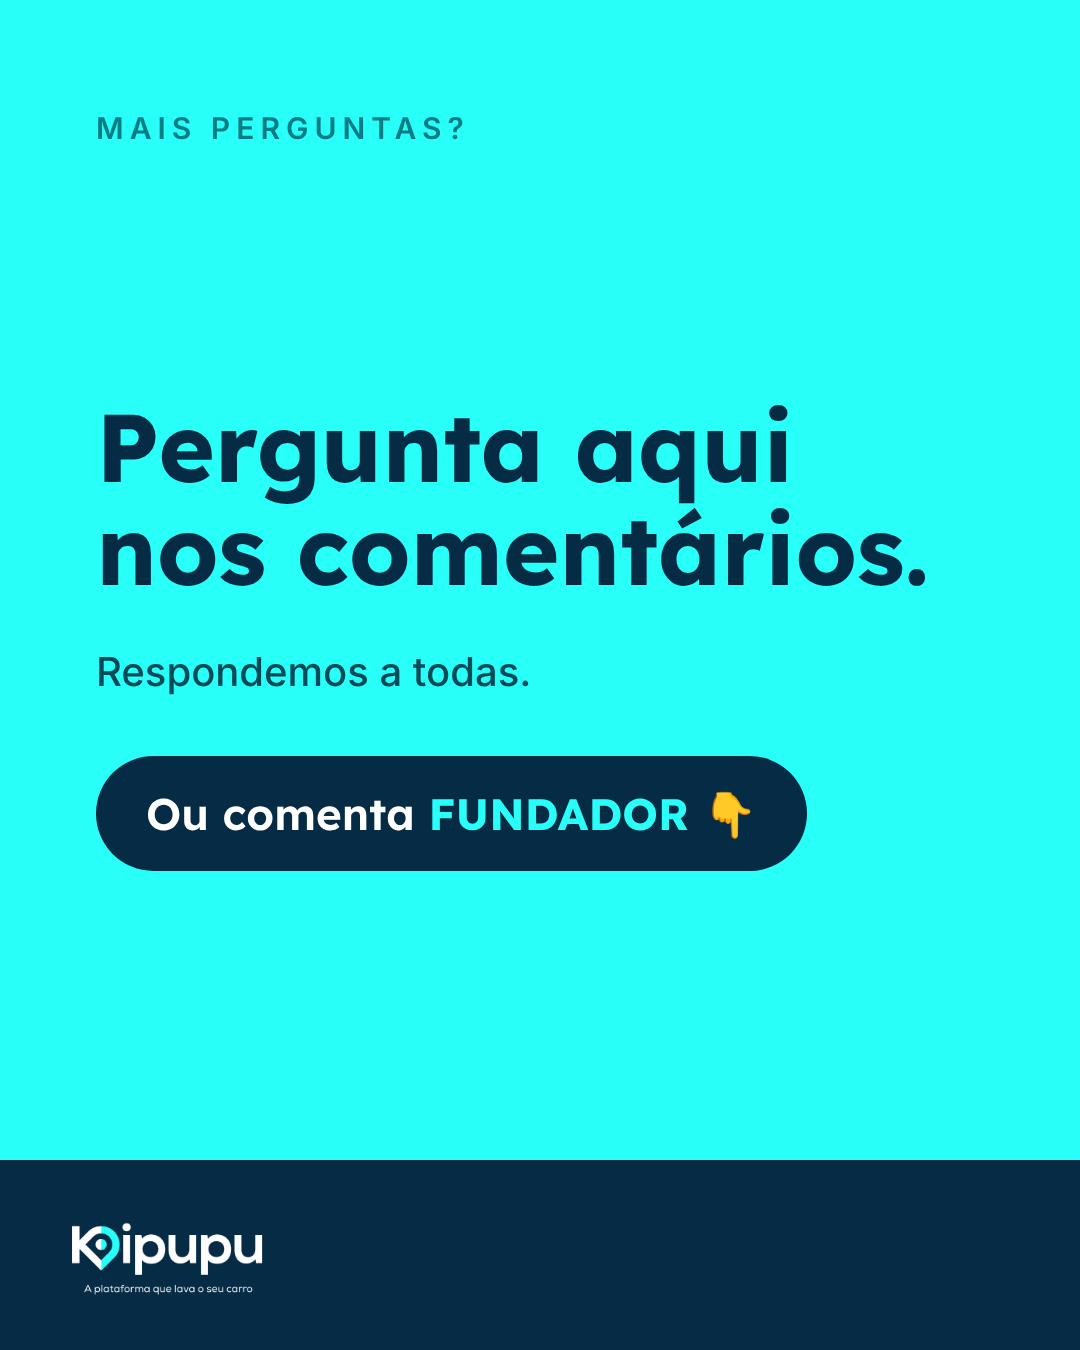 MAIS PERGUNTAS?
Pergunta aqui
nos comentários.
Respondemos a todas.
Ou comenta FUNDADOR 👇
Kipupu
A plataforma que lava o seu carro